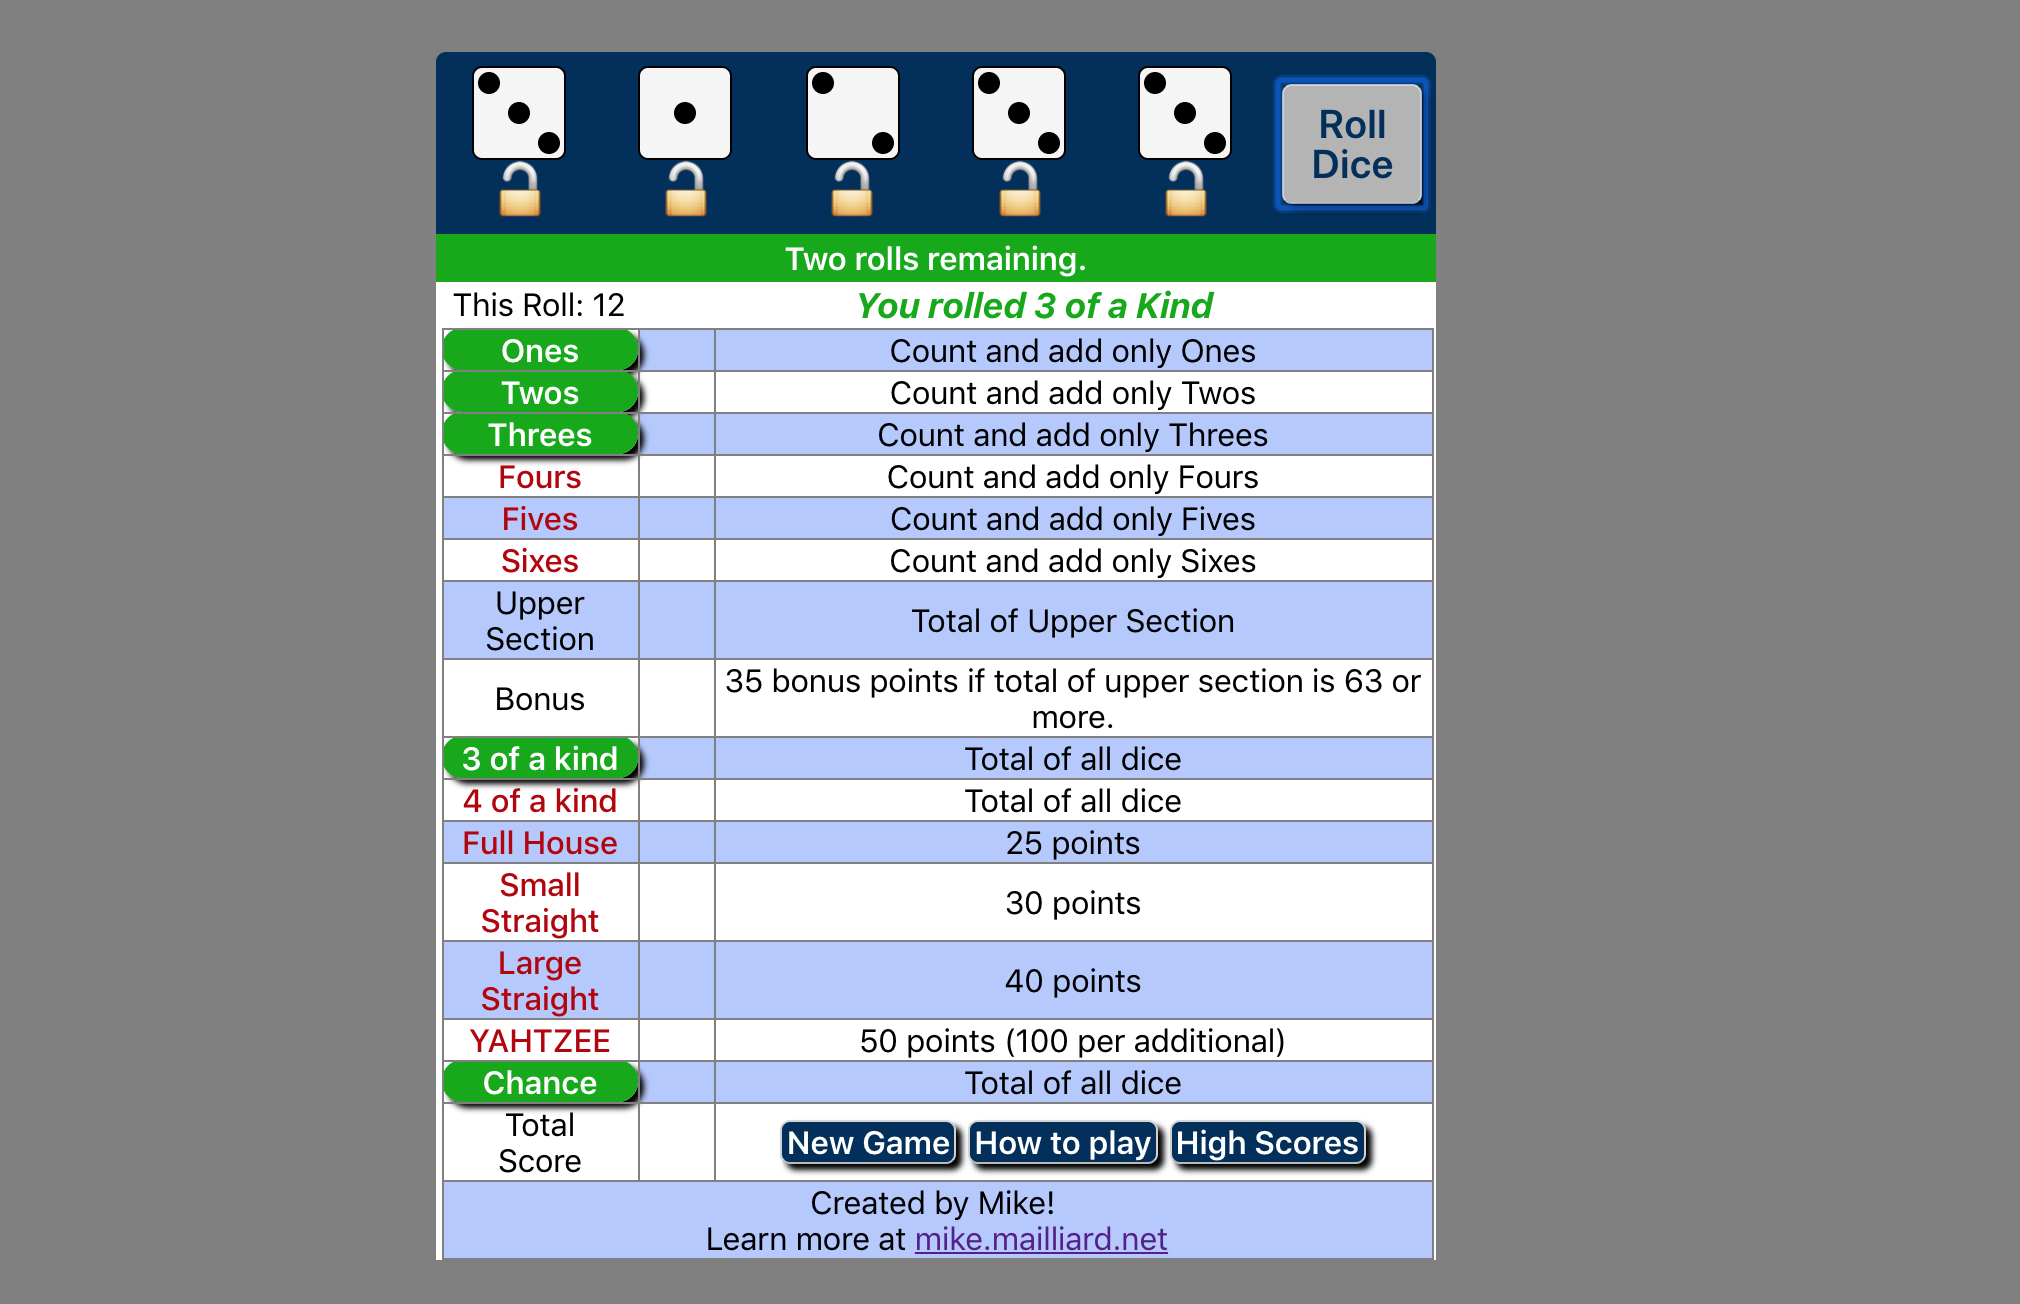 Roll
Dice
Two rolls remaining.
This Roll: 12 You rolled 3 of a Kind
Ones Count and add only Ones
Twos Count and add only Twos
Threes Count and add only Threes
Fours Count and add only Fours
Fives Count and add only Fives
Sixes Count and add only Sixes
Upper
Section
Total of Upper Section
Bonus
35 bonus points if total of upper section is 63 or
more.
3 of a kind Total of all dice
4 of a kind Total of all dice
Full House 25 points
Small
Straight
30 points
Large
Straight
40 points
YAHTZEE 50 points (100 per additional)
Chance Total of all dice
Total
Score
New Game How to play High Scores
Created by Mike!
Learn more at mike.mailliard.net